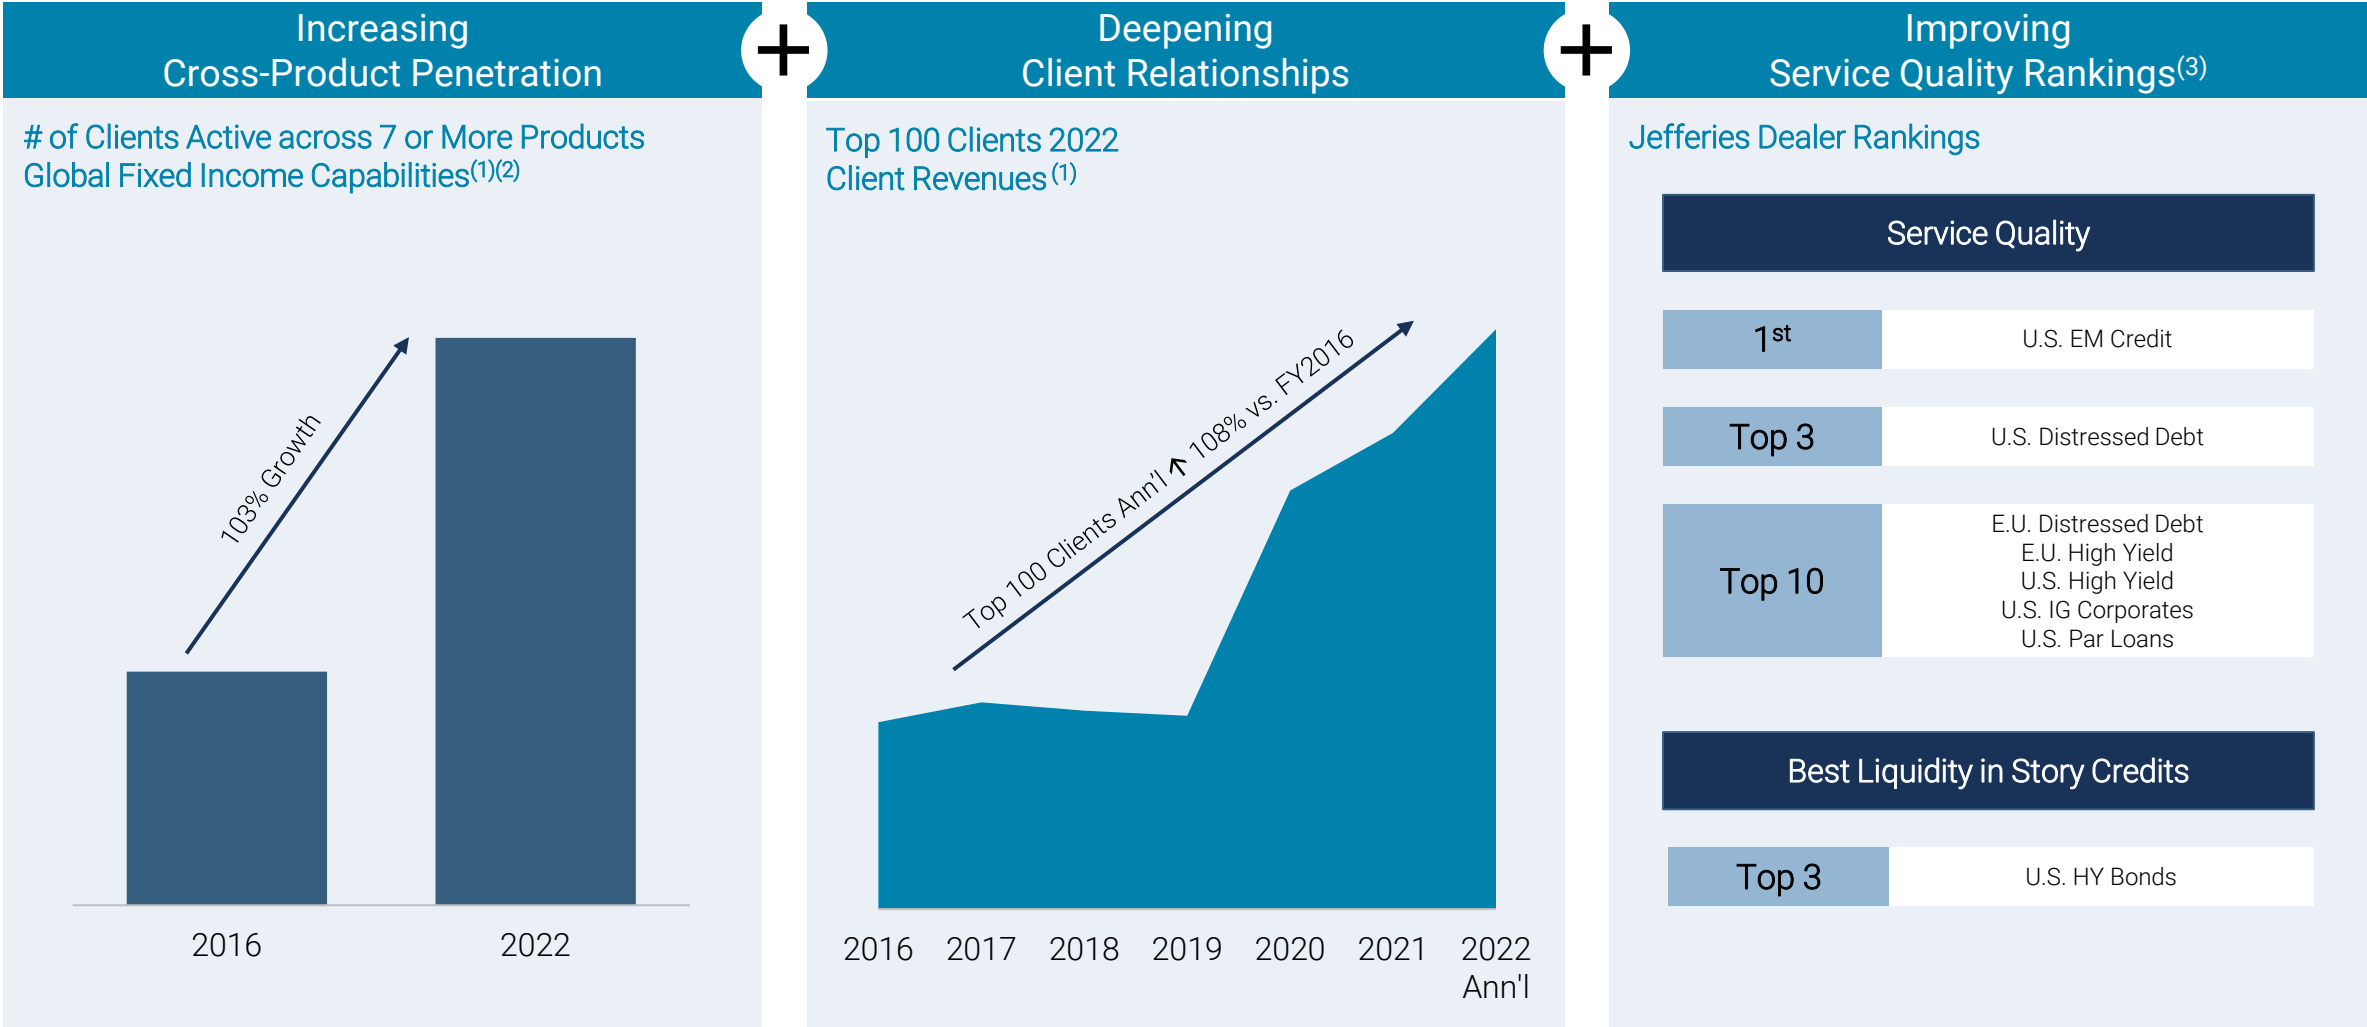 Increasing
Cross-Product Penetration
# of Clients Active across 7 or More Products
Global Fixed Income Capabilities(1)(2)
103% Growth
2016
2022
+
Deepening
Client Relationships
Top 100 Clients 2022
Client Revenues (1)
Top 100 Clients Ann'l ↑ 108% vs. FY2016
2016
2017
2018
2019
2020
2021
2022
Ann'l
+
Improving
Service Quality Rankings(3)
Jefferies Dealer Rankings
Service Quality
1st
U.S. EM Credit
Top 3
U.S. Distressed Debt
Top 10
E.U. Distressed Debt
E.U. High Yield
U.S. High Yield
U.S. IG Corporates
U.S. Par Loans
Best Liquidity in Story Credits
Top 3
U.S. HY Bonds